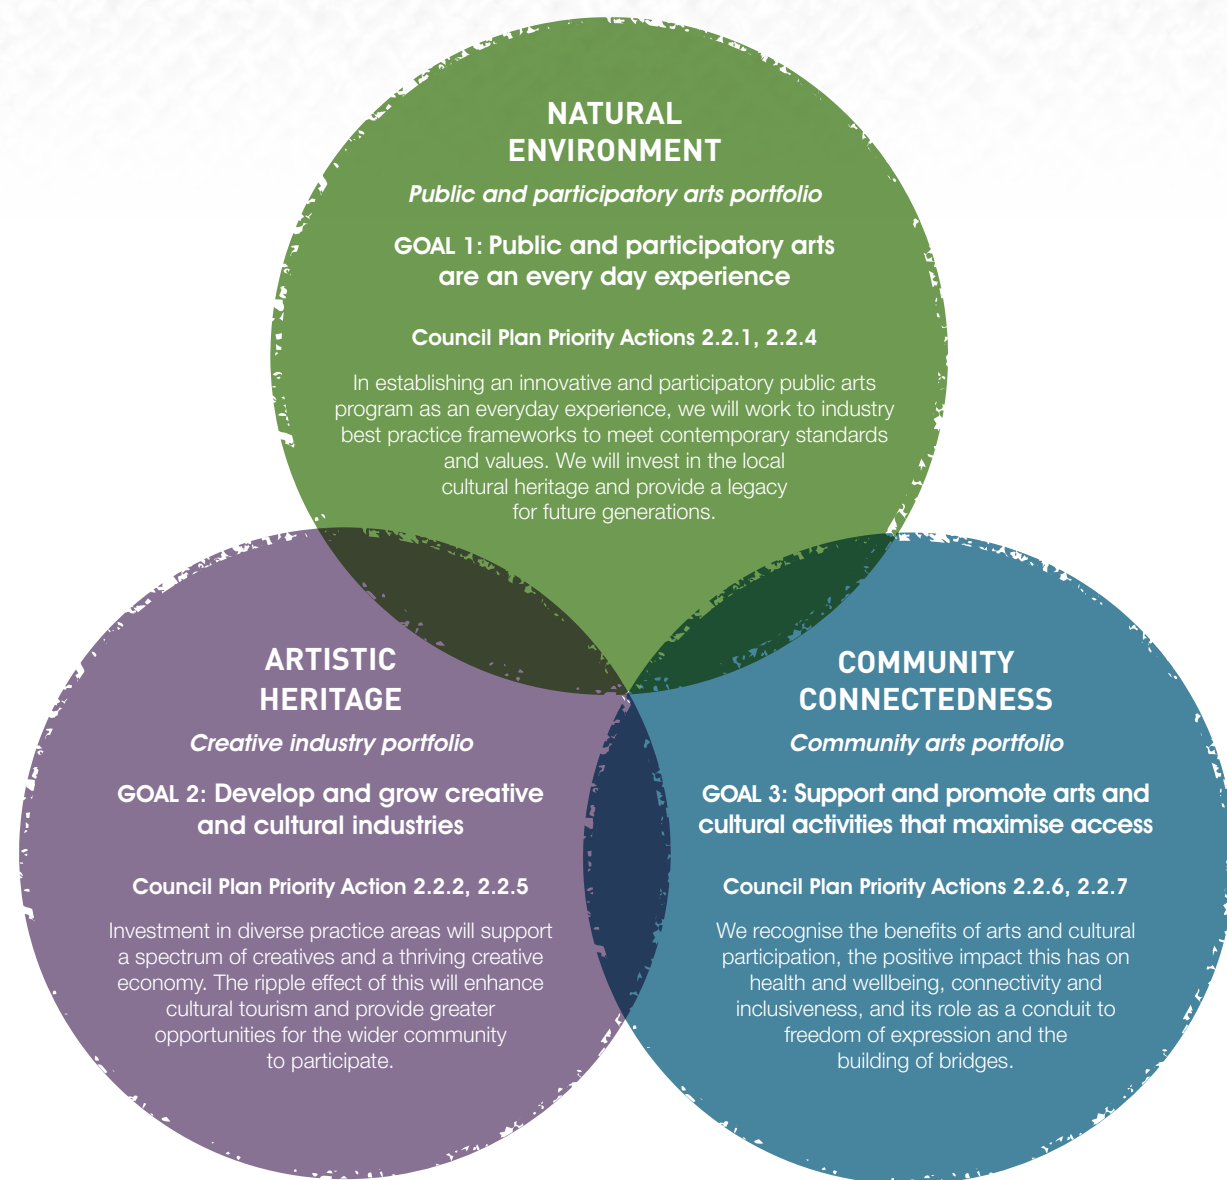 NATURAL
ENVIRONMENT
Public and participatory arts portfolio
GOAL 1: Public and participatory arts
are an every day experience
Council Plan Priority Actions 2.2.1, 2.2.4
In establishing an innovative and participatory public arts
program as an everyday experience, we will work to industry
best practice frameworks to meet contemporary standards
and values. We will invest in the local
cultural heritage and provide a legacy
for future generations.
ARTISTIC
HERITAGE
Creative industry portfolio
GOAL 2: Develop and grow creative
and cultural industries
Council Plan Priority Action 2.2.2, 2.2.5
Investment in diverse practice areas will support
a spectrum of creatives and a thriving creative
economy. The ripple effect of this will enhance
cultural tourism and provide greater
opportunities for the wider community
to participate.
COMMUNITY
CONNECTEDNESS
Community arts portfolio
GOAL 3: Support and promote arts and
cultural activities that maximise access
Council Plan Priority Actions 2.2.6, 2.2.7
We recognise the benefits of arts and cultural
participation, the positive impact this has on
health and wellbeing, connectivity and
inclusiveness, and its role as a conduit to
freedom of expression and the
building of bridges.